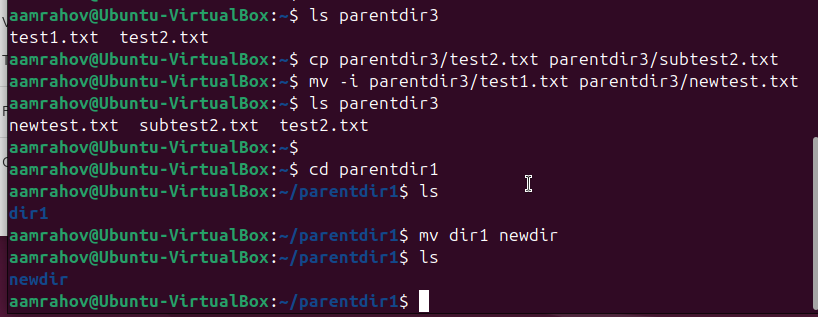 aamrahov@Ubuntu-VirtualBox:~$ ls parentdir3
test1.txt  test2.txt
aamrahov@Ubuntu-VirtualBox:~$ cp parentdir3/test2.txt parentdir3/subtest2.txt
aamrahov@Ubuntu-VirtualBox:~$ mv -i parentdir3/test1.txt parentdir3/newtest.txt
aamrahov@Ubuntu-VirtualBox:~$ ls parentdir3
newtest.txt  subtest2.txt  test2.txt
aamrahov@Ubuntu-VirtualBox:~$
aamrahov@Ubuntu-VirtualBox:~$ cd parentdir1
aamrahov@Ubuntu-VirtualBox:~/parentdir1$ ls
dir1
aamrahov@Ubuntu-VirtualBox:~/parentdir1$ mv dir1 newdir
aamrahov@Ubuntu-VirtualBox:~/parentdir1$ ls
newdir
aamrahov@Ubuntu-VirtualBox:~/parentdir1$